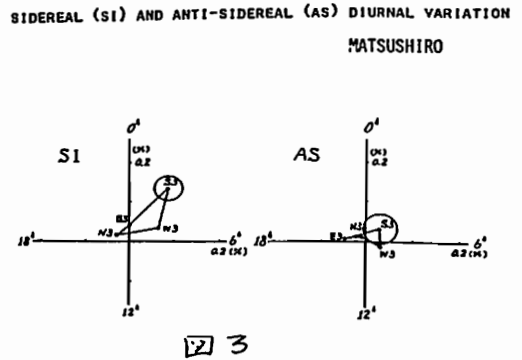 SIDEREAL (SI) AND ANTI-SIDEREAL (AS) DIURNAL VARIATION
MATSUSHIRO
0ʰ
(%)
0.2
SI
S3
E3
N3
W3
18ʰ
6ʰ
0.2(%)
12ʰ
0ʰ
(%)
0.2
AS
S3
N3
E3
W3
18ʰ
6ʰ
0.2(%)
12ʰ
図 3